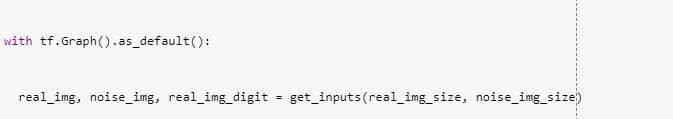 with tf.Graph().as_default():
real_img, noise_img, real_img_digit = get_inputs(real_img_size, noise_img_size)